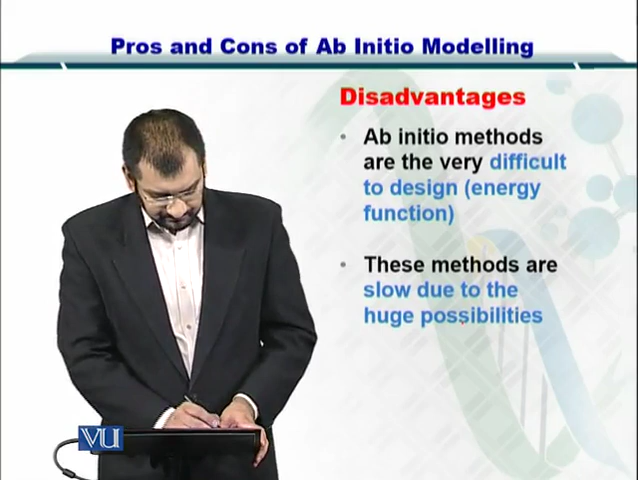 Pros and Cons of Ab Initio Modelling
Disadvantages
• Ab initio methods
are the very difficult
to design (energy
function)
• These methods are
slow due to the
huge possibilities
VU